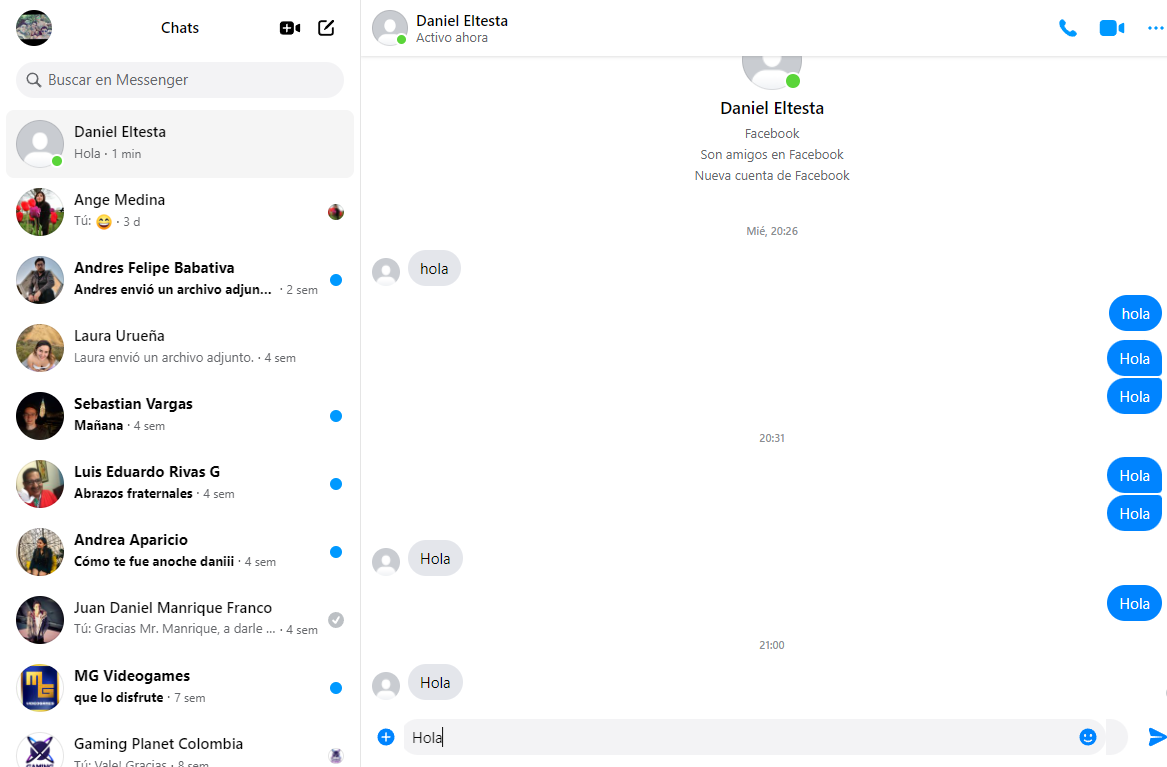 Chats
Buscar en Messenger
Daniel Eltesta
Hola · 1 min
Ange Medina
Tú: 😄 · 3 d
Andres Felipe Babativa
Andres envió un archivo adjun... · 2 sem
Laura Urueña
Laura envió un archivo adjunto. · 4 sem
Sebastian Vargas
Mañana · 4 sem
Luis Eduardo Rivas G
Abrazos fraternales · 4 sem
Andrea Aparicio
Cómo te fue anoche daniii · 4 sem
Juan Daniel Manrique Franco
Tú: Gracias Mr. Manrique, a darle ... · 4 sem
MG
MG Videogames
que lo disfrute · 7 sem
Gaming Planet Colombia
Tú: Vale! Gracias · 8 sem
Daniel Eltesta
Activo ahora
Daniel Eltesta
Facebook
Son amigos en Facebook
Nueva cuenta de Facebook
Mié, 20:26
hola
hola
Hola
Hola
20:31
Hola
Hola
Hola
Hola
21:00
Hola
Hola